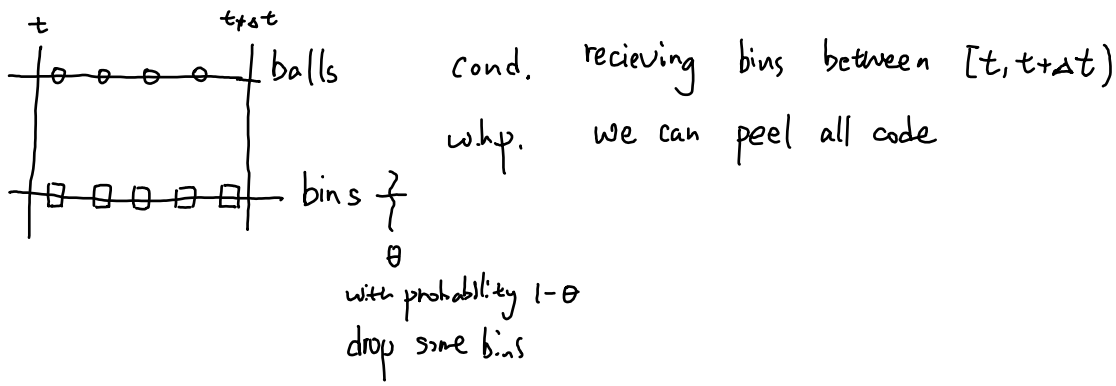 t t+Δt
balls
cond. recieving bins between [t, t+Δt)
w.h.p. we can peel all code
bins
θ
with probability 1-θ
drop some bins